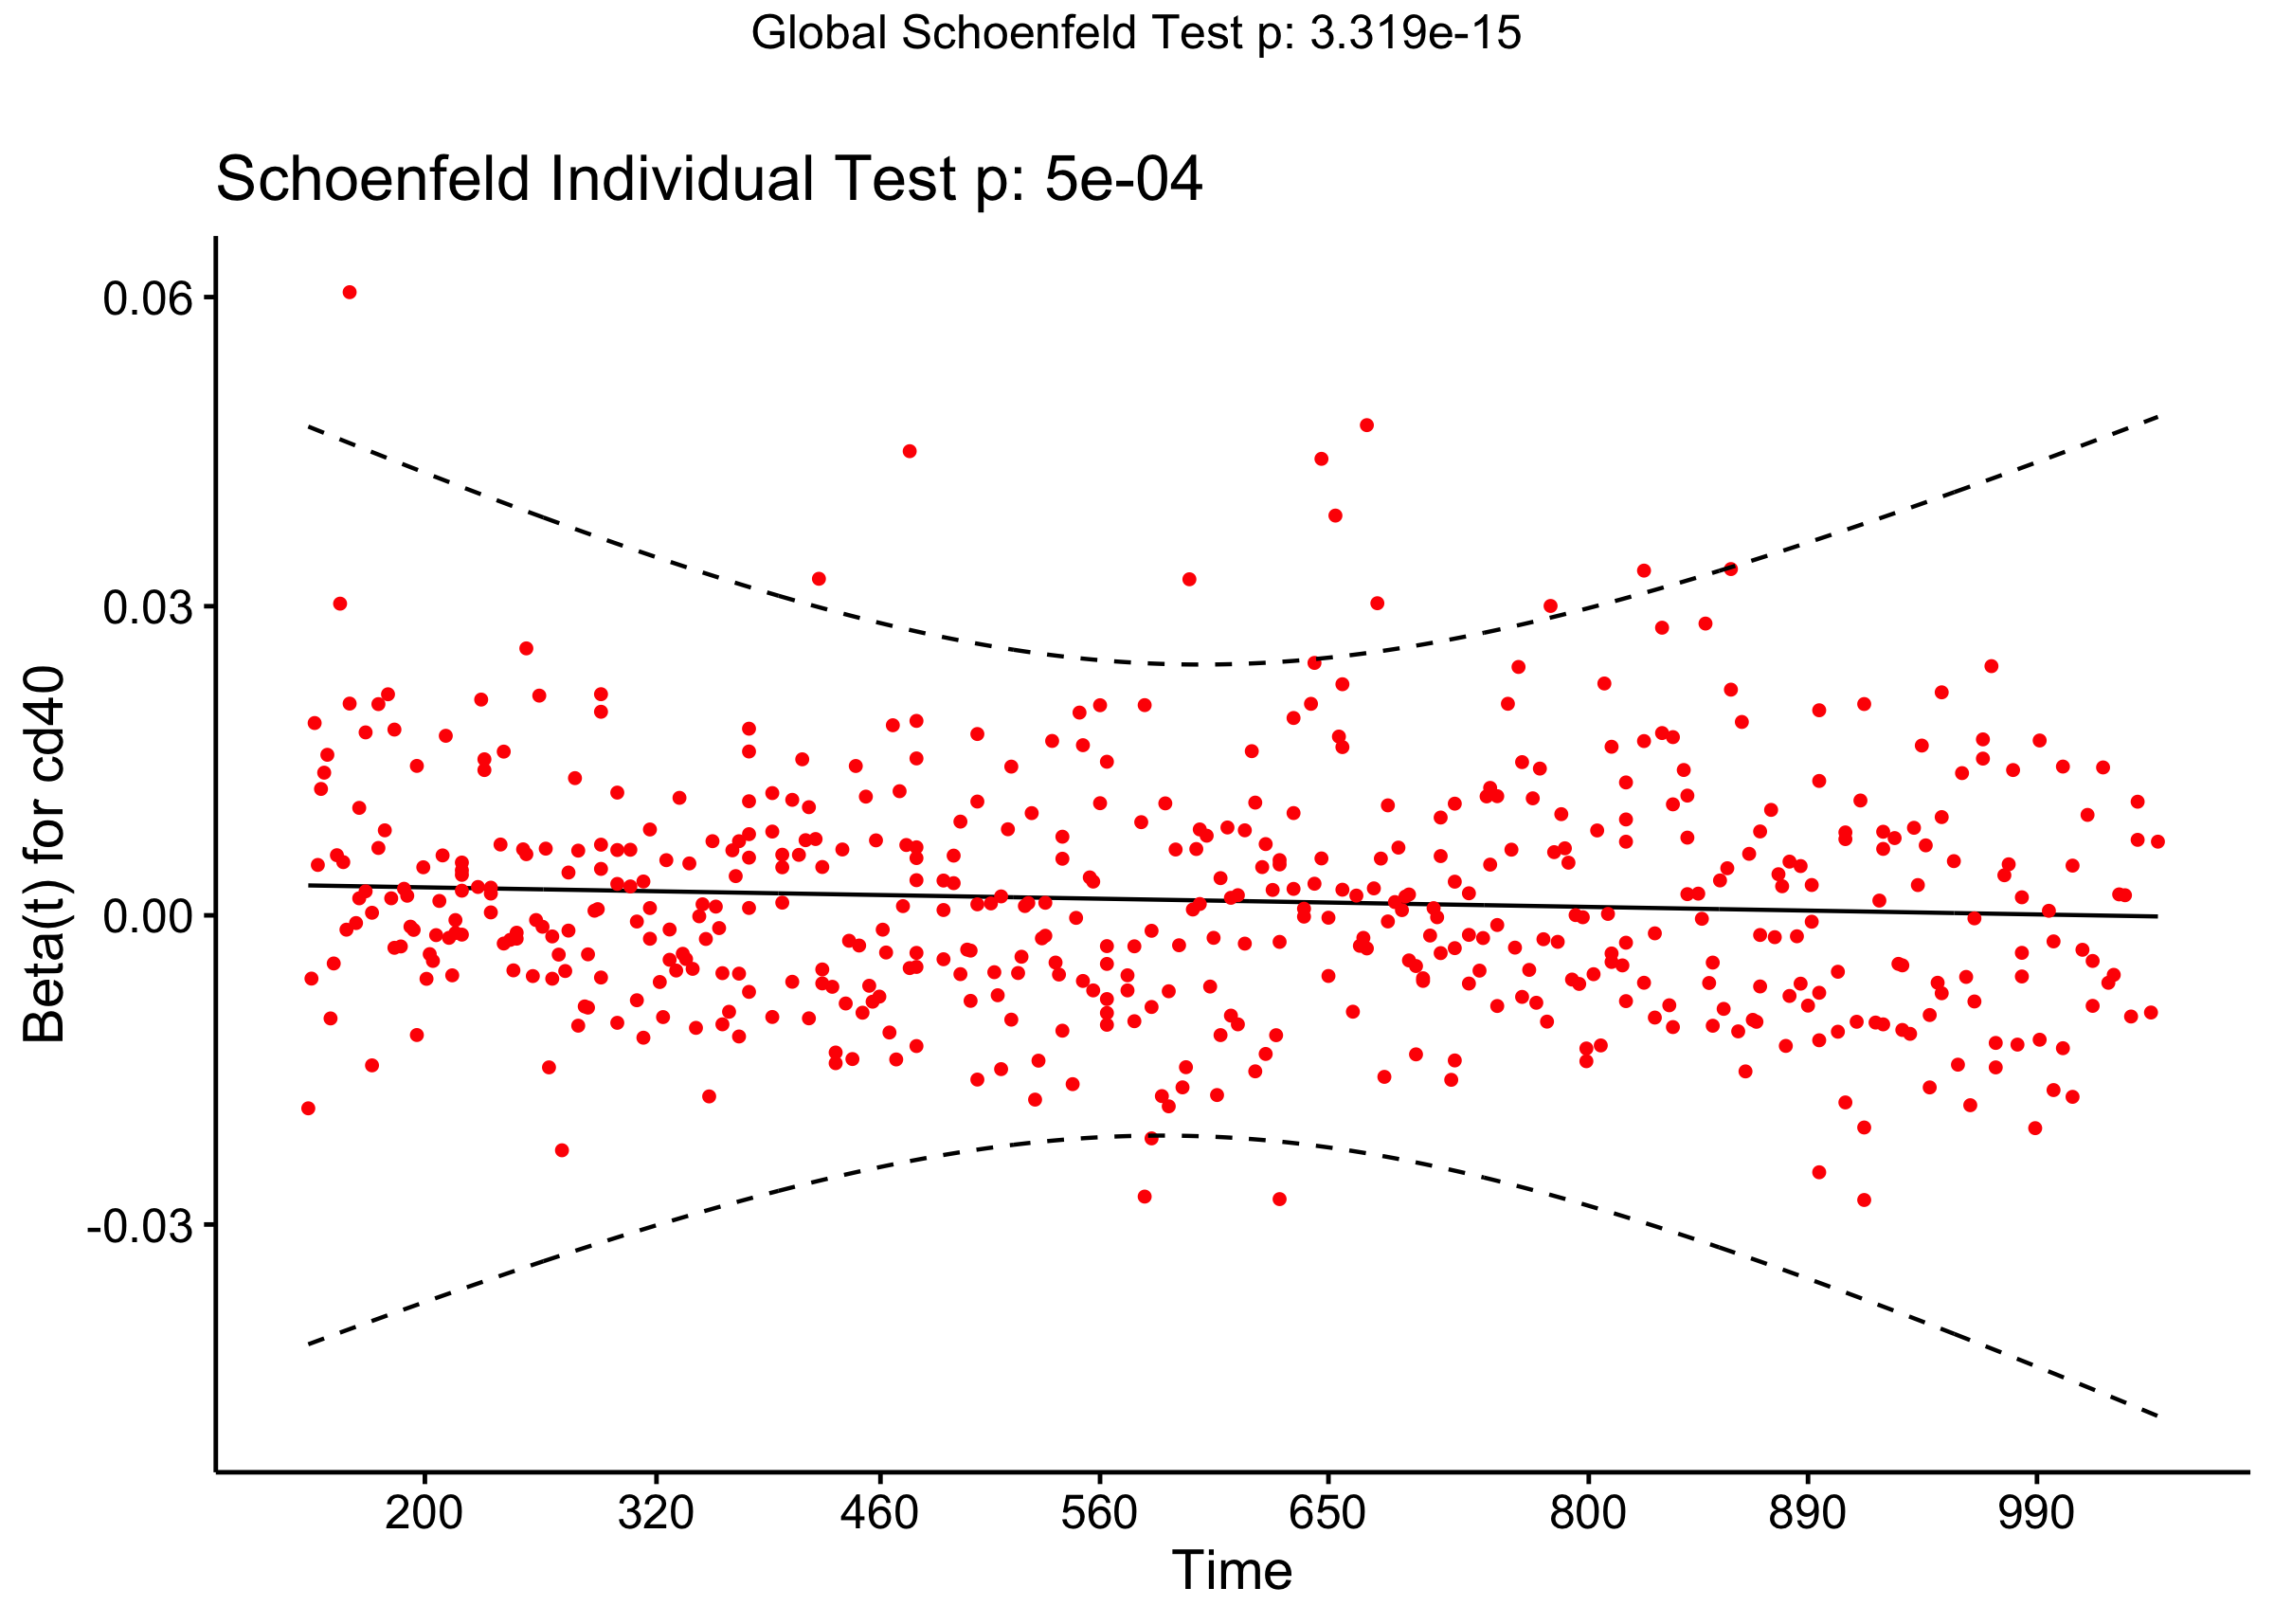 Global Schoenfeld Test p: 3.319e-15
Schoenfeld Individual Test p: 5e-04
Beta(t) for cd40
0.06
0.03
0.00
-0.03
200 320 460 560 650 800 890 990
Time